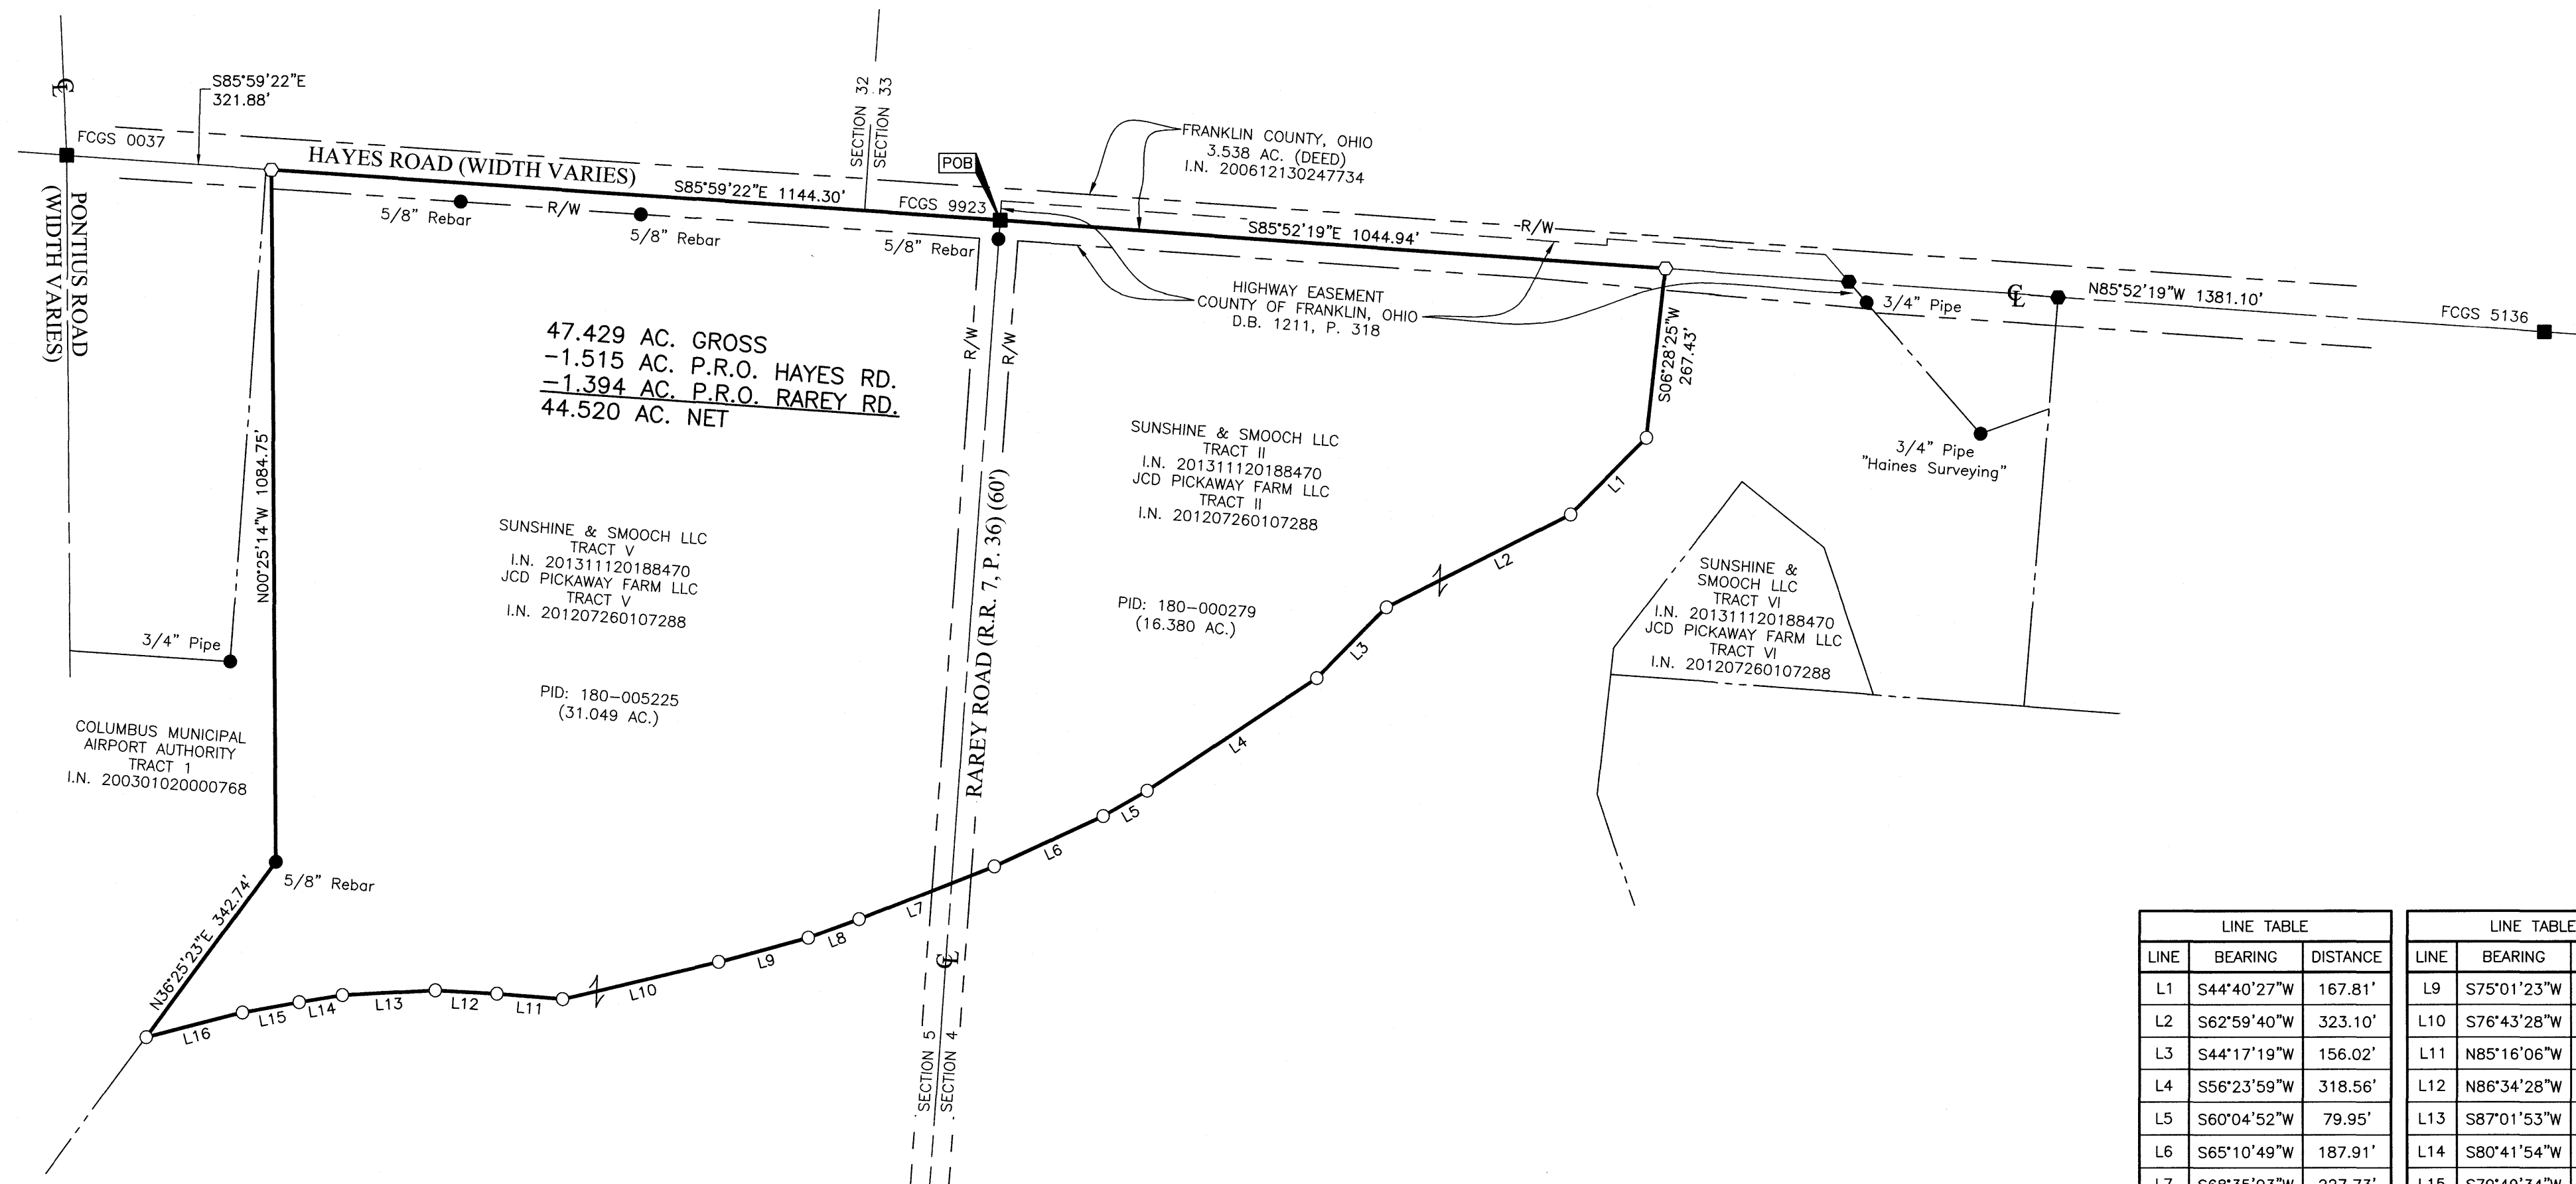 S85°59'22"E
321.88'
FCGS 0037
HAYES ROAD (WIDTH VARIES)
PONTIUS ROAD
(WIDTH VARIES)
S85°59'22"E 1144.30'
SECTION 32
SECTION 33
POB
FCGS 9923
5/8" Rebar
R/W
5/8" Rebar
5/8" Rebar
FRANKLIN COUNTY, OHIO
3.538 AC. (DEED)
I.N. 200612130247734
R/W
S85°52'19"E 1044.94'
HIGHWAY EASEMENT
COUNTY OF FRANKLIN, OHIO
D.B. 1211, P. 318
3/4" Pipe
N85°52'19"W 1381.10'
FCGS 5136
S06°28'25"W
267.43'
3/4" Pipe
"Haines Surveying"
47.429 AC. GROSS
-1.515 AC. P.R.O. HAYES RD.
-1.394 AC. P.R.O. RAREY RD.
44.520 AC. NET
R/W
R/W
N00°25'14"W 1084.75'
SUNSHINE & SMOOCH LLC
TRACT II
I.N. 201311120188470
JCD PICKAWAY FARM LLC
TRACT II
I.N. 201207260107288
PID: 180-000279
(16.380 AC.)
SUNSHINE & SMOOCH LLC
TRACT V
I.N. 201311120188470
JCD PICKAWAY FARM LLC
TRACT V
I.N. 201207260107288
PID: 180-005225
(31.049 AC.)
RAREY ROAD (R.R. 7, P. 36) (60')
SUNSHINE &
SMOOCH LLC
TRACT VI
I.N. 201311120188470
JCD PICKAWAY FARM LLC
TRACT VI
I.N. 201207260107288
3/4" Pipe
COLUMBUS MUNICIPAL
AIRPORT AUTHORITY
TRACT 1
I.N. 200301020000768
5/8" Rebar
N36°25'23"E 342.74'
L1
L2
L3
L4
L5
L6
L7
L8
L9
L10
L11
L12
L13
L14
L15
L16
SECTION 5
SECTION 4
LINE TABLE
LINE BEARING DISTANCE
L1 S44°40'27"W 167.81'
L2 S62°59'40"W 323.10'
L3 S44°17'19"W 156.02'
L4 S56°23'59"W 318.56'
L5 S60°04'52"W 79.95'
L6 S65°10'49"W 187.91'
L7 S68°35'03"W 227.73'
LINE TABLE
LINE BEARING
L9 S75°01'23"W
L10 S76°43'28"W
L11 N85°16'06"W
L12 N86°34'28"W
L13 S87°01'53"W
L14 S80°41'54"W
L15 S79°49'34"W